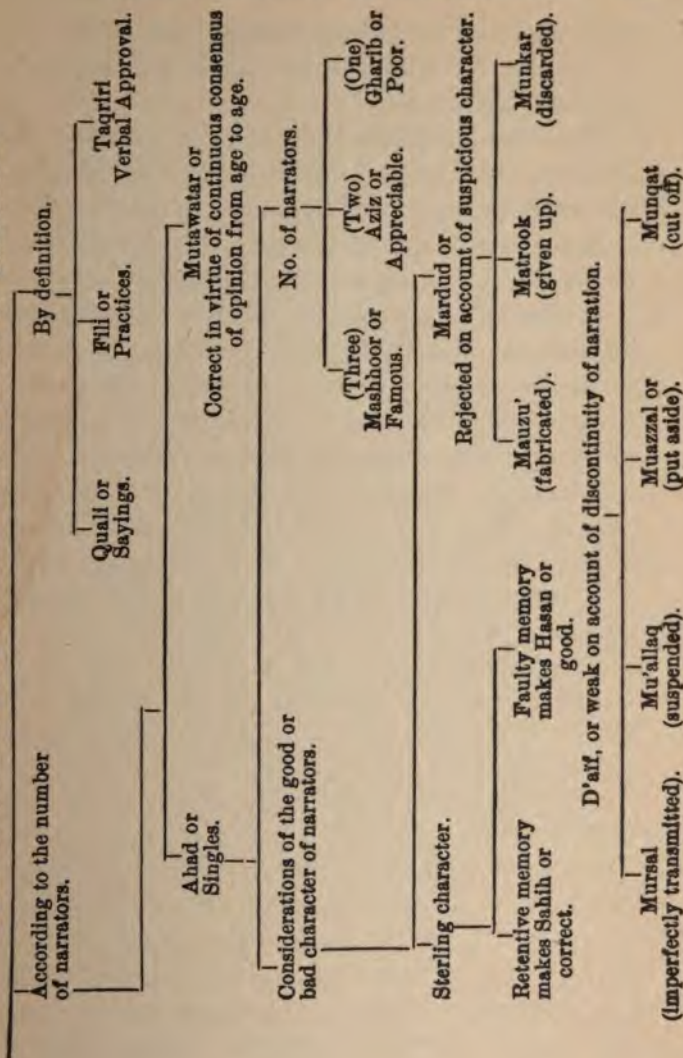 According to the number
of narrators.
By definition.
Quali or
Sayings.
Fili or
Practices.
Taqriri
Verbal Approval.
Ahad or
Singles.
Mutawatar or
Correct in virtue of continuous consensus
of opinion from age to age.
Considerations of the good or
bad character of narrators.
No. of narrators.
(Three)
Mashhoor or
Famous.
(Two)
Aziz or
Appreciable.
(One)
Gharib or
Poor.
Sterling character.
Mardud or
Rejected on account of suspicious character.
Retentive memory
makes Sahih or
correct.
Faulty memory
makes Hasan or
good.
Mauzu'
(fabricated).
Matrook
(given up).
Munkar
(discarded).
D'aif, or weak on account of discontinuity of narration.
Mursal
(Imperfectly transmitted).
Mu'allaq
(suspended).
Muazzal or
(put aside).
Munqat
(cut off).